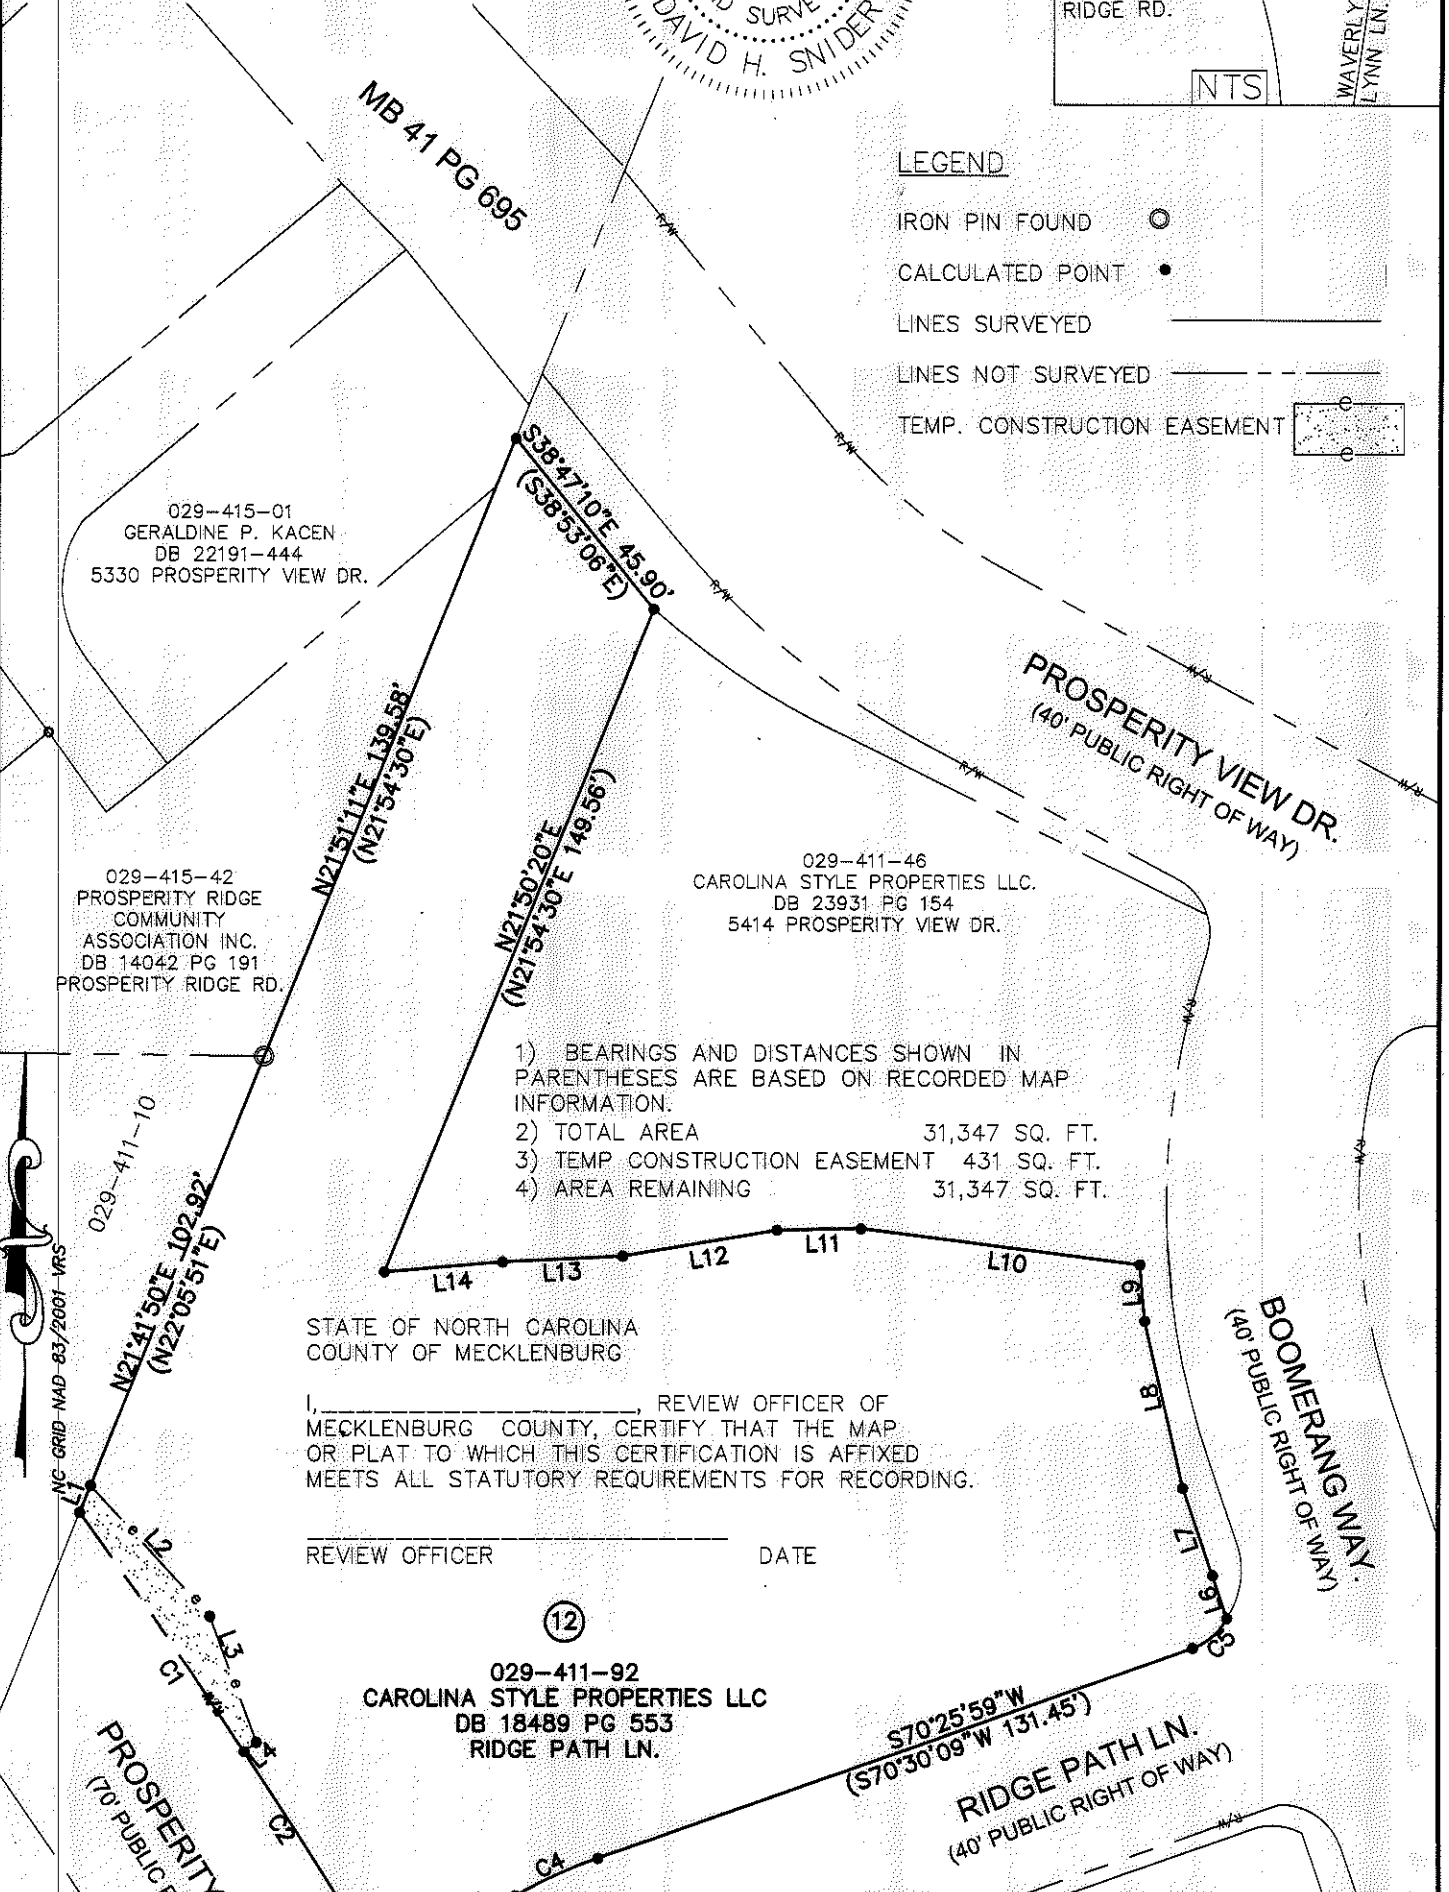 D SURVE
DAVID H. SNIDER
RIDGE RD.
WAVERLY
LYNN LN.
NTS
MB 41 PG 695
LEGEND
IRON PIN FOUND
CALCULATED POINT
LINES SURVEYED
LINES NOT SURVEYED
TEMP. CONSTRUCTION EASEMENT
e
e
R/W
R/W
S38°47'10"E 45.90'
(S38°53'06"E)
029-415-01
GERALDINE P. KACEN
DB 22191-444
5330 PROSPERITY VIEW DR.
R/W
R/W
PROSPERITY VIEW DR.
(40' PUBLIC RIGHT OF WAY)
R/W
R/W
N21°51'11"E 139.58'
(N21°54'30"E)
N21°50'20"E
(N21°54'30"E 149.56')
029-411-46
CAROLINA STYLE PROPERTIES LLC.
DB 23931 PG 154
5414 PROSPERITY VIEW DR.
029-415-42
PROSPERITY RIDGE
COMMUNITY
ASSOCIATION INC.
DB 14042 PG 191
PROSPERITY RIDGE RD.
R/W
R/W
1) BEARINGS AND DISTANCES SHOWN IN
PARENTHESES ARE BASED ON RECORDED MAP
INFORMATION.
2) TOTAL AREA 31,347 SQ. FT.
3) TEMP CONSTRUCTION EASEMENT 431 SQ. FT.
4) AREA REMAINING 31,347 SQ. FT.
029-411-10
N21°41'50"E 102.92'
(N22°05'51"E)
NC GRID NAD 83/2001 VRS
L14
L13
L12
L11
L10
L9
L8
L7
L6
C5
STATE OF NORTH CAROLINA
COUNTY OF MECKLENBURG
I,______________________, REVIEW OFFICER OF
MECKLENBURG COUNTY, CERTIFY THAT THE MAP
OR PLAT TO WHICH THIS CERTIFICATION IS AFFIXED
MEETS ALL STATUTORY REQUIREMENTS FOR RECORDING.
REVIEW OFFICER DATE
BOOMERANG WAY.
(40' PUBLIC RIGHT OF WAY)
L1
e
L2
e
L3
e
C1
R/W
L4
C2
12
029-411-92
CAROLINA STYLE PROPERTIES LLC
DB 18489 PG 553
RIDGE PATH LN.
S70°25'59"W
(S70°30'09"W 131.45')
RIDGE PATH LN.
(40' PUBLIC RIGHT OF WAY)
R/W
C4
PROSPERITY
(70' PUBLIC